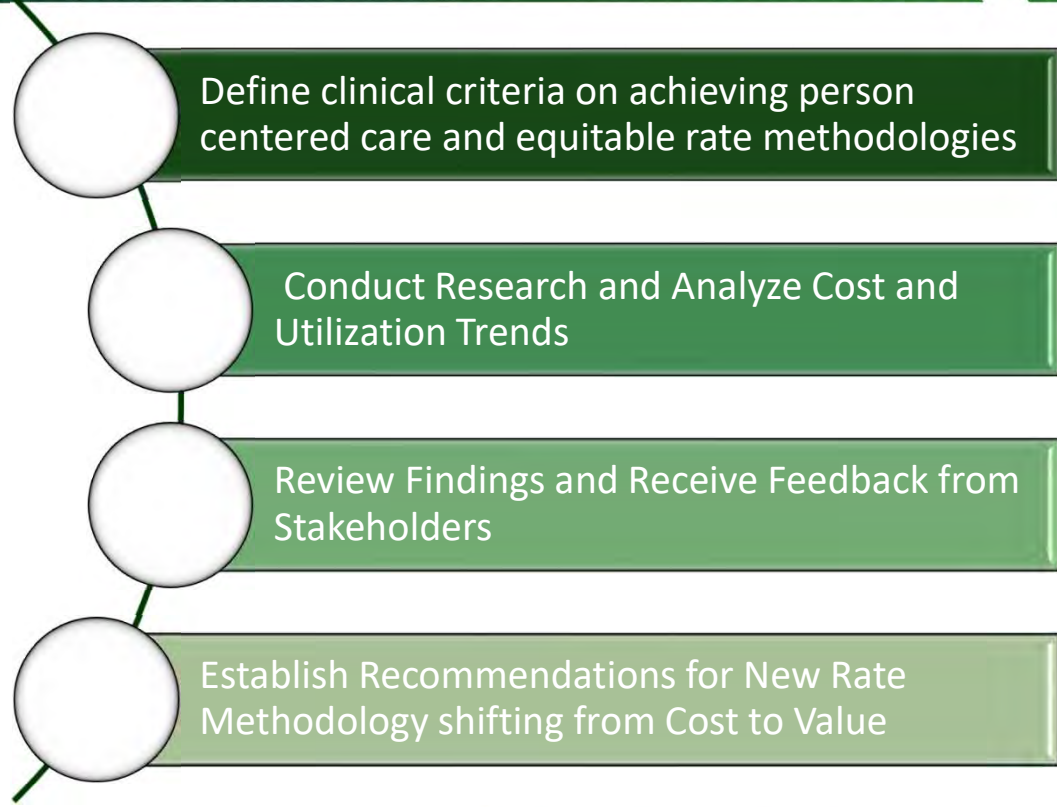 Define clinical criteria on achieving person
centered care and equitable rate methodologies
Conduct Research and Analyze Cost and
Utilization Trends
Review Findings and Receive Feedback from
Stakeholders
Establish Recommendations for New Rate
Methodology shifting from Cost to Value